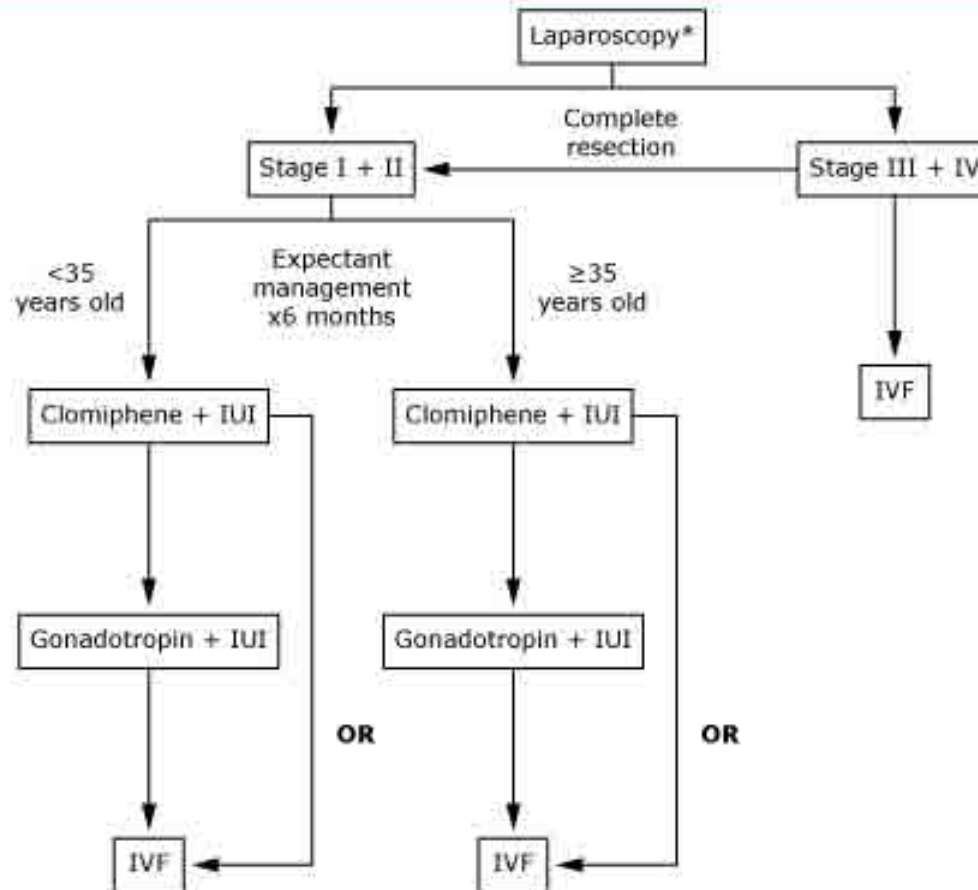 Laparoscopy*
Complete
resection
Stage I + II
Stage III + IV
<35
years old
Expectant
management
x6 months
≥35
years old
IVF
Clomiphene + IUI
Clomiphene + IUI
Gonadotropin + IUI
Gonadotropin + IUI
OR
OR
IVF
IVF